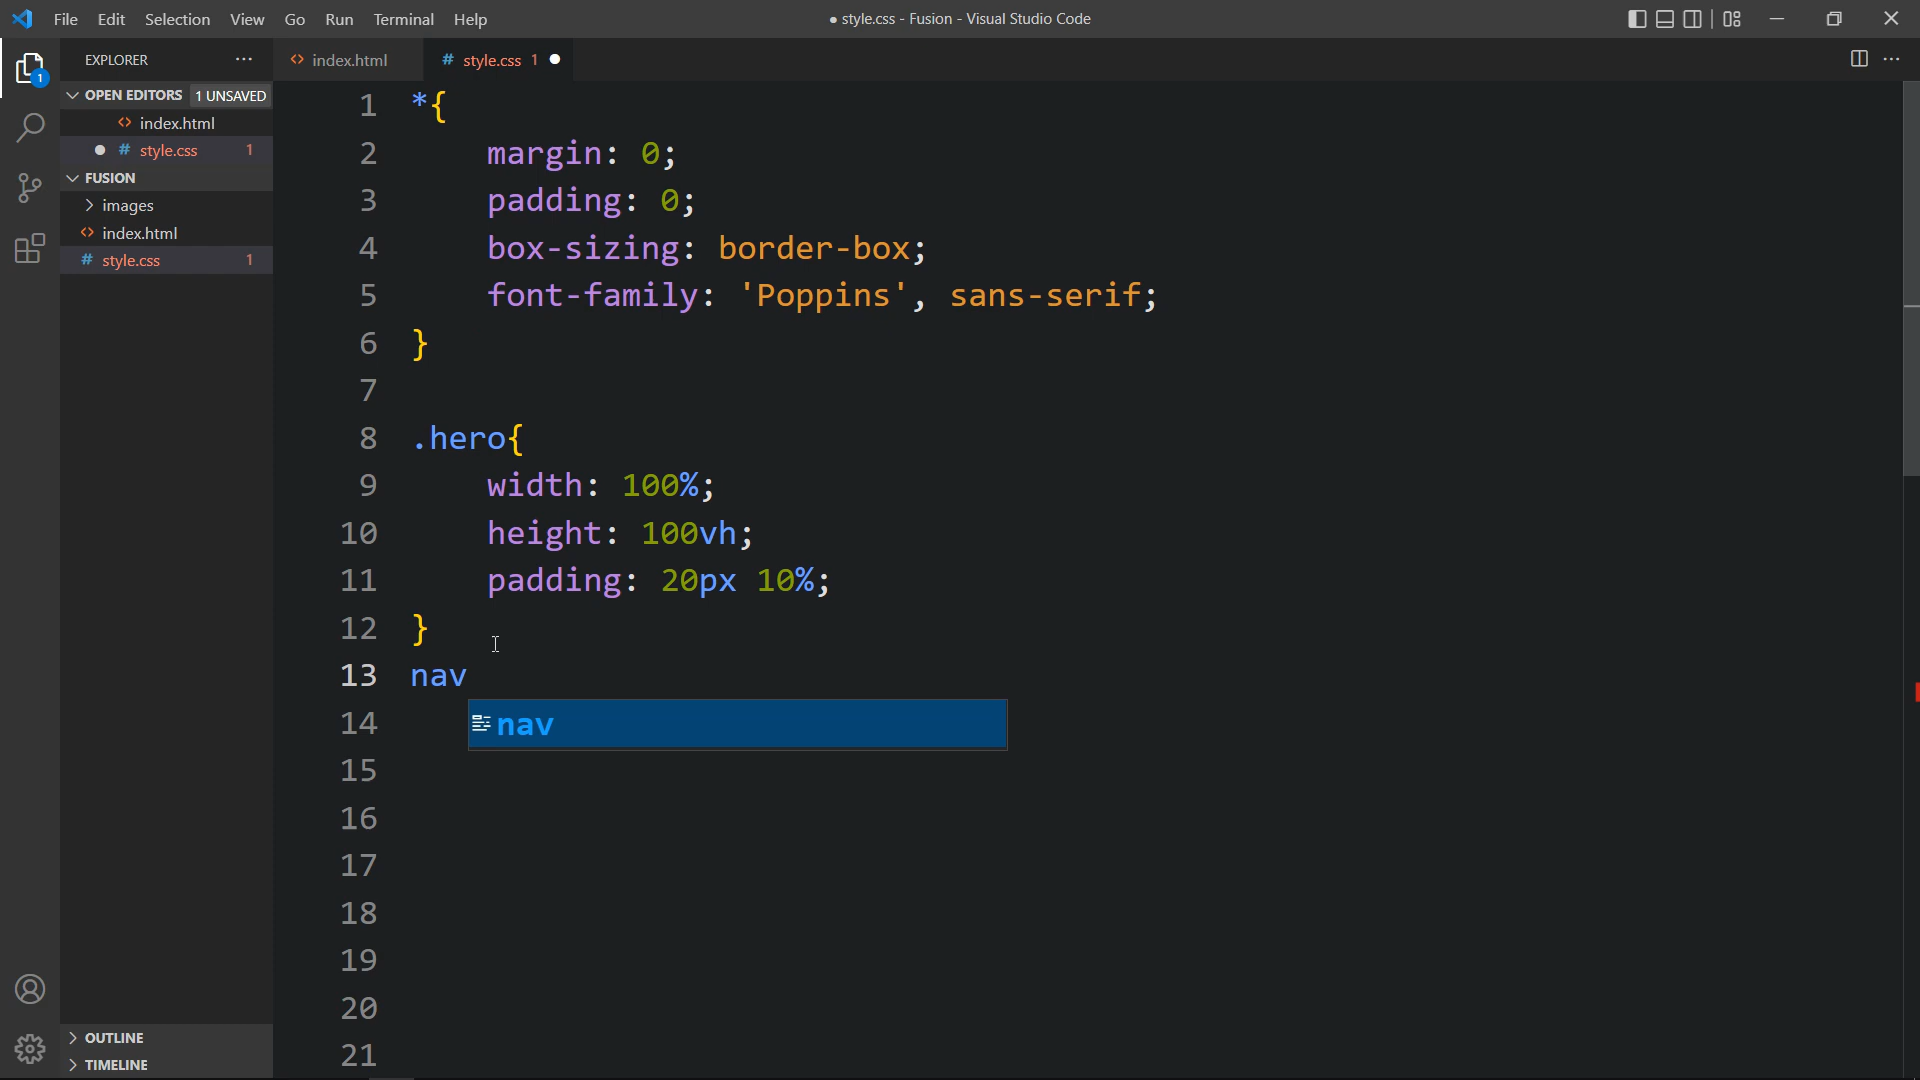 File Edit Selection View Go Run Terminal Help
● style.css - Fusion - Visual Studio Code
EXPLORER ···
<> index.html
# style.css 1 ●
1
OPEN EDITORS 1 UNSAVED
<> index.html
● # style.css 1
FUSION
> images
<> index.html
# style.css 1
OUTLINE
TIMELINE
1 *{
2 margin: 0;
3 padding: 0;
4 box-sizing: border-box;
5 font-family: 'Poppins', sans-serif;
6 }
7
8 .hero{
9 width: 100%;
10 height: 100vh;
11 padding: 20px 10%;
12 }
13 nav
14 nav
15
16
17
18
19
20
21